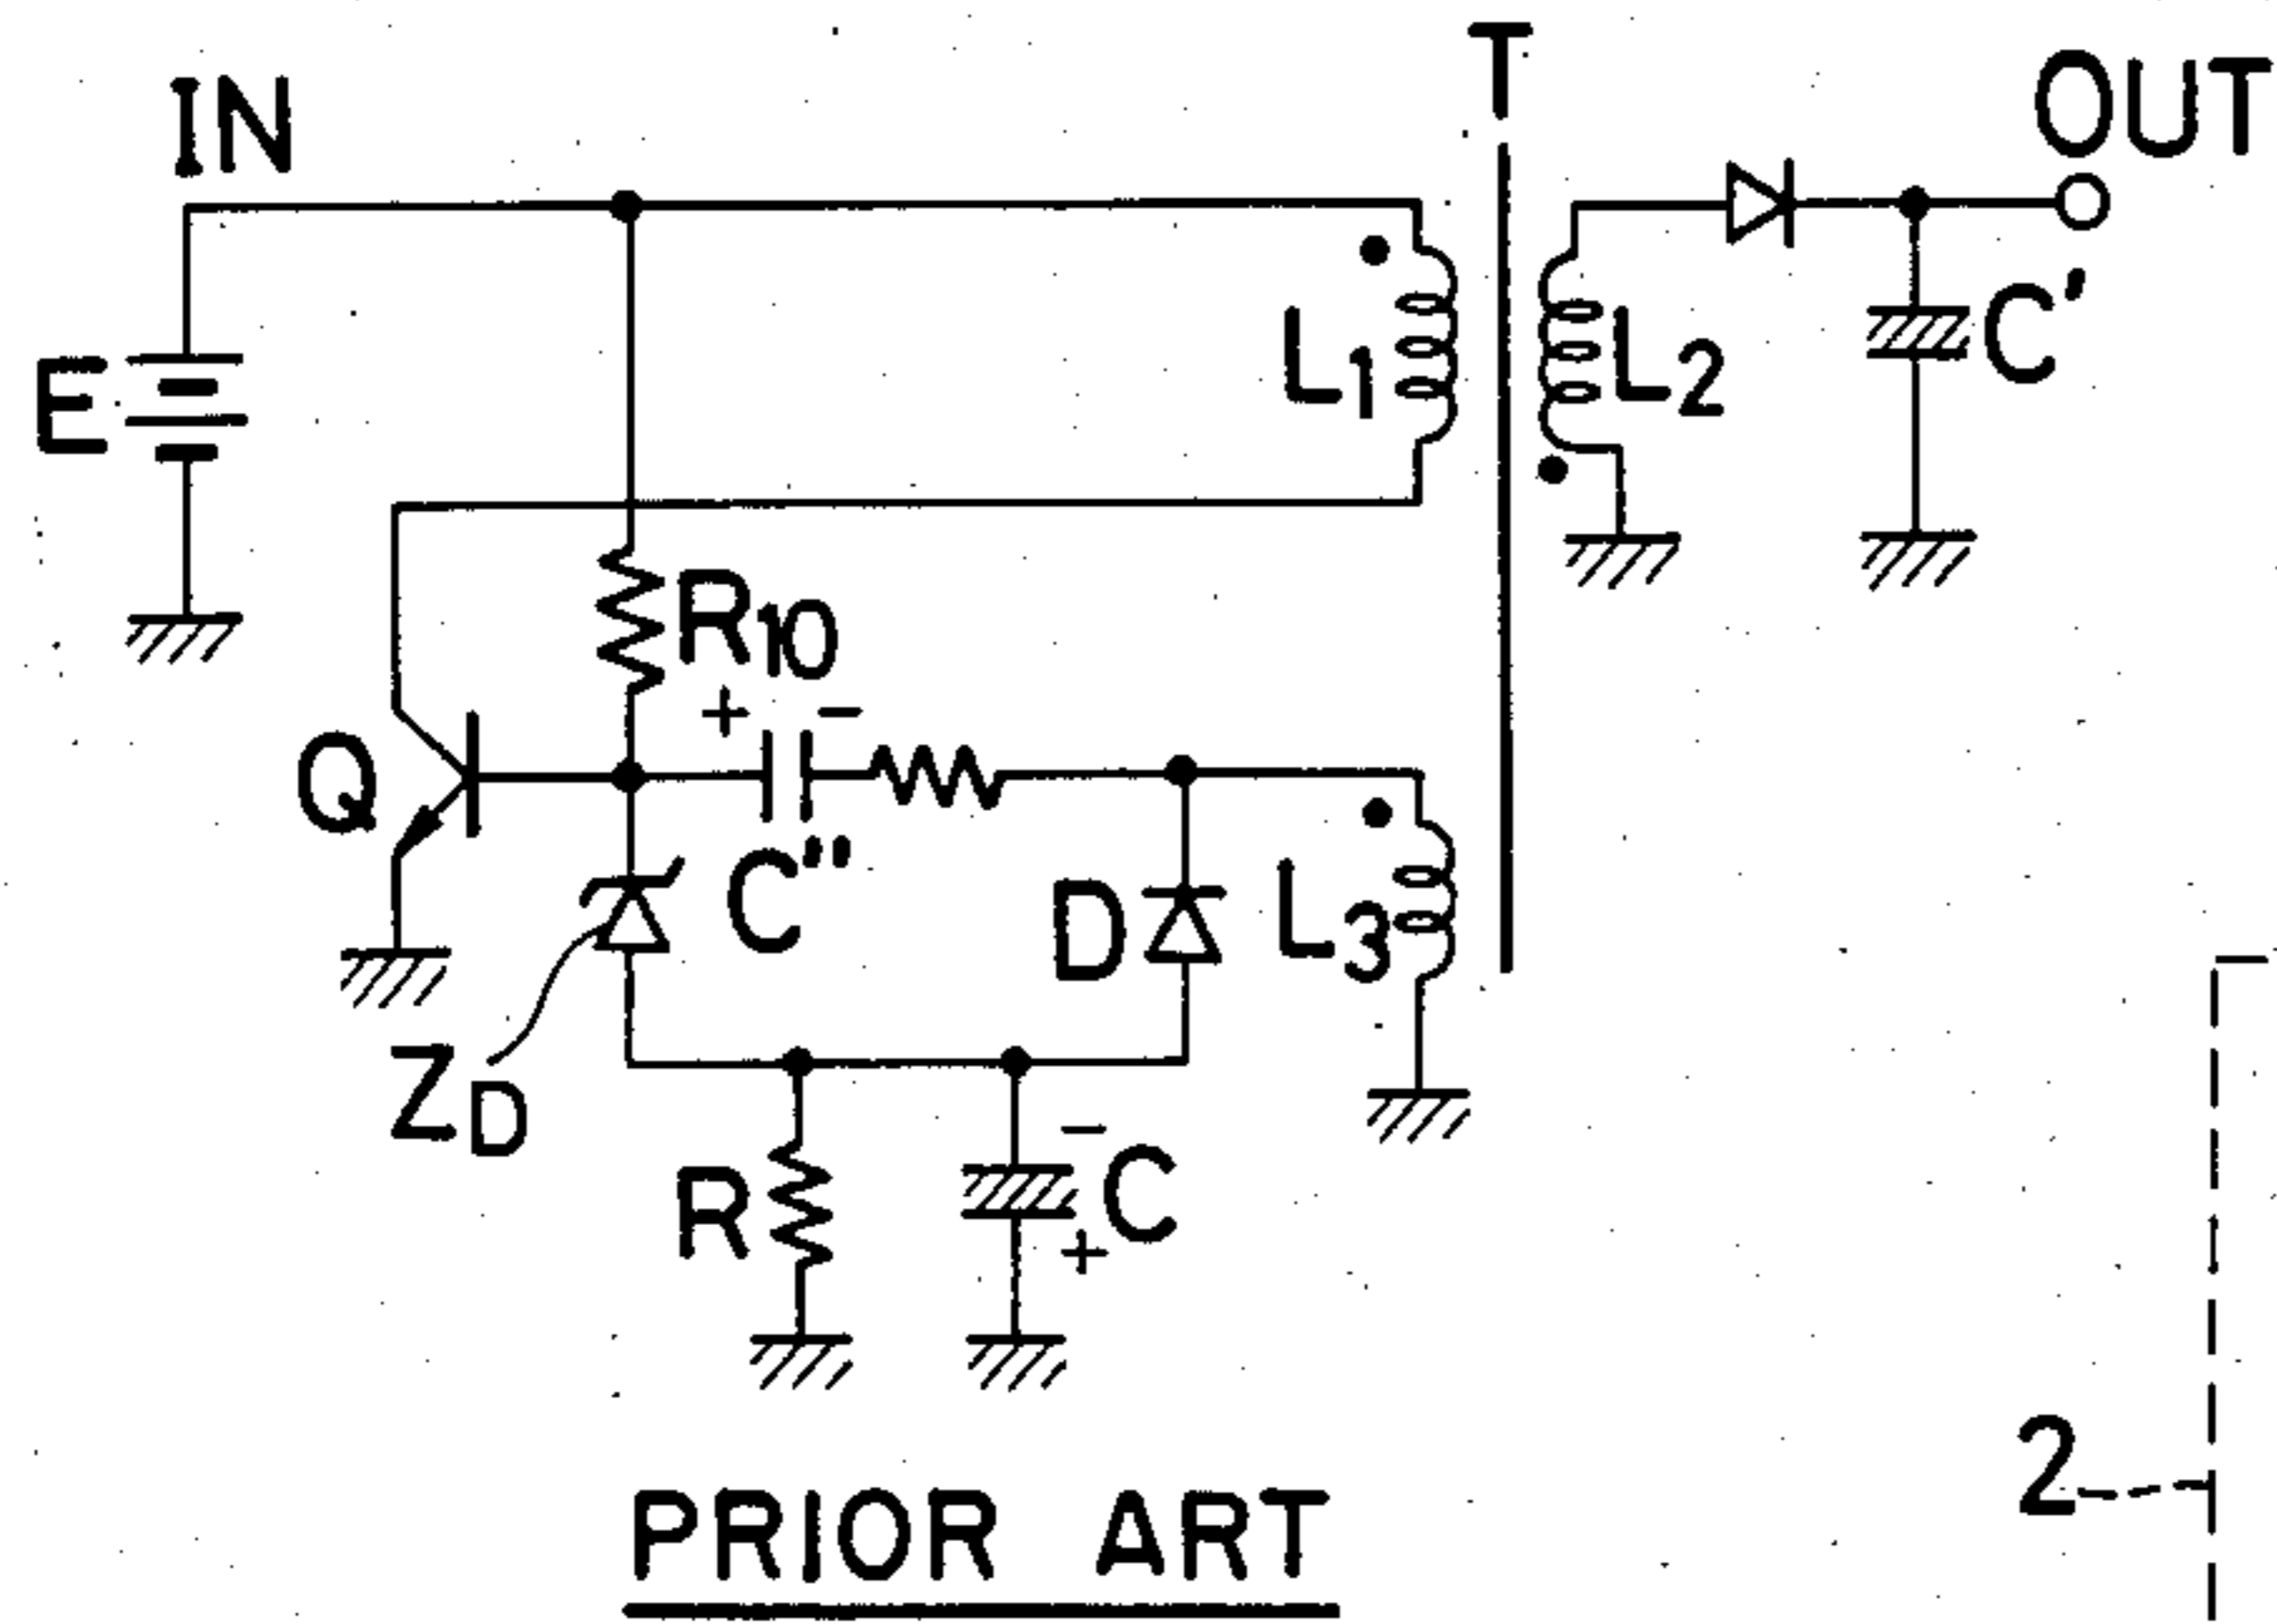 T
IN
OUT
E
L1
L2
C'
R10
+ -
Q
C"
D
L3
ZD
R
-
C
+
2
PRIOR ART